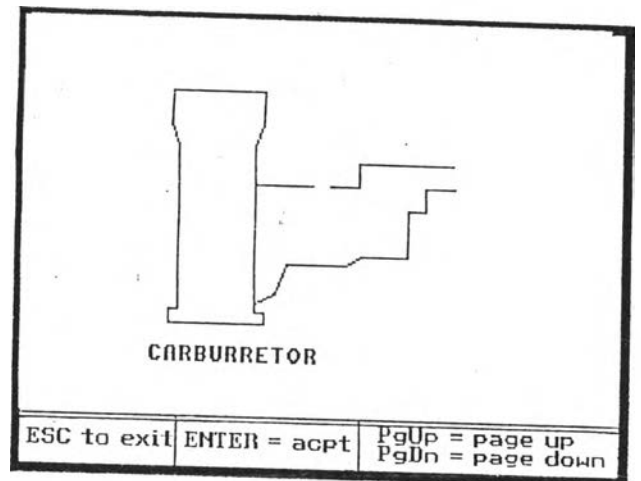 CARBURRETOR
ESC to exit
ENTER = acpt
PgUp = page up
PgDn = page down